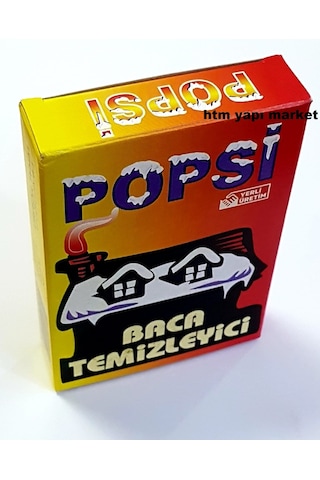 POPSİ
htm yapı market
POPSİ
YERLİ
ÜRETİM
BACA
TEMİZLEYİCİ